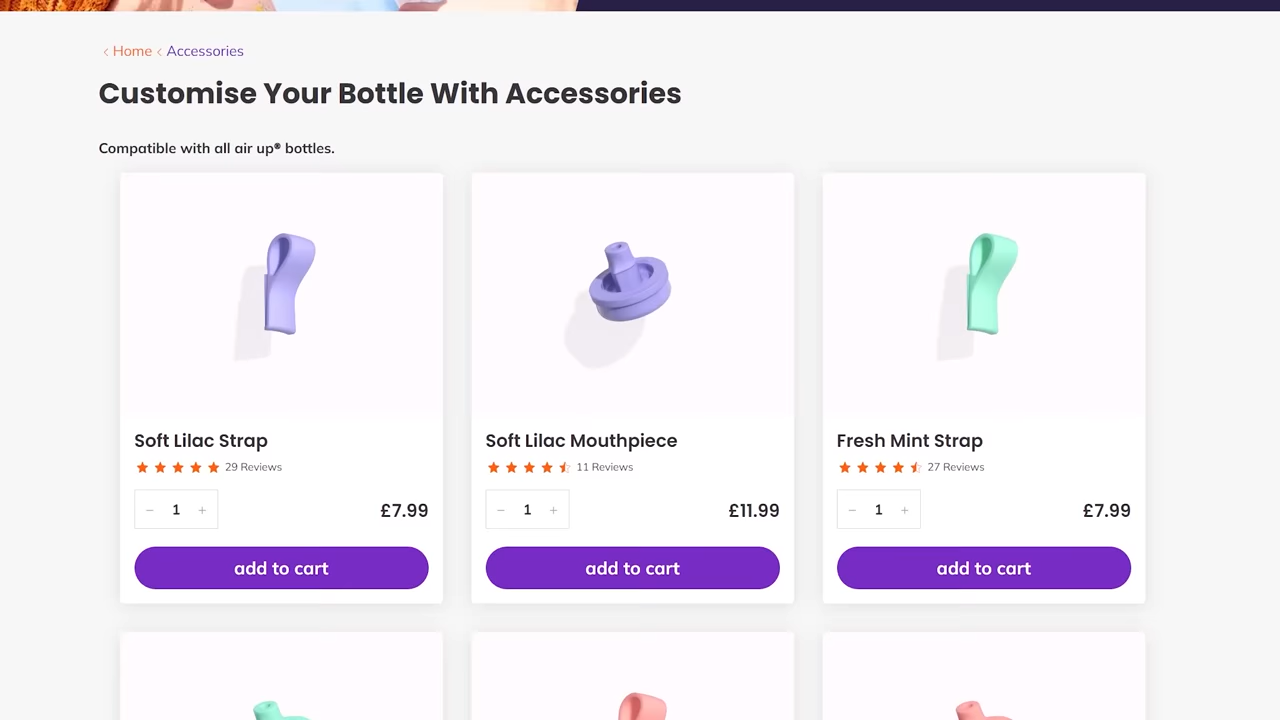 Home Accessories
Customise Your Bottle With Accessories
Compatible with all air up® bottles.
Soft Lilac Strap
29 Reviews
1
£7.99
add to cart
Soft Lilac Mouthpiece
11 Reviews
1
£11.99
add to cart
Fresh Mint Strap
27 Reviews
1
£7.99
add to cart